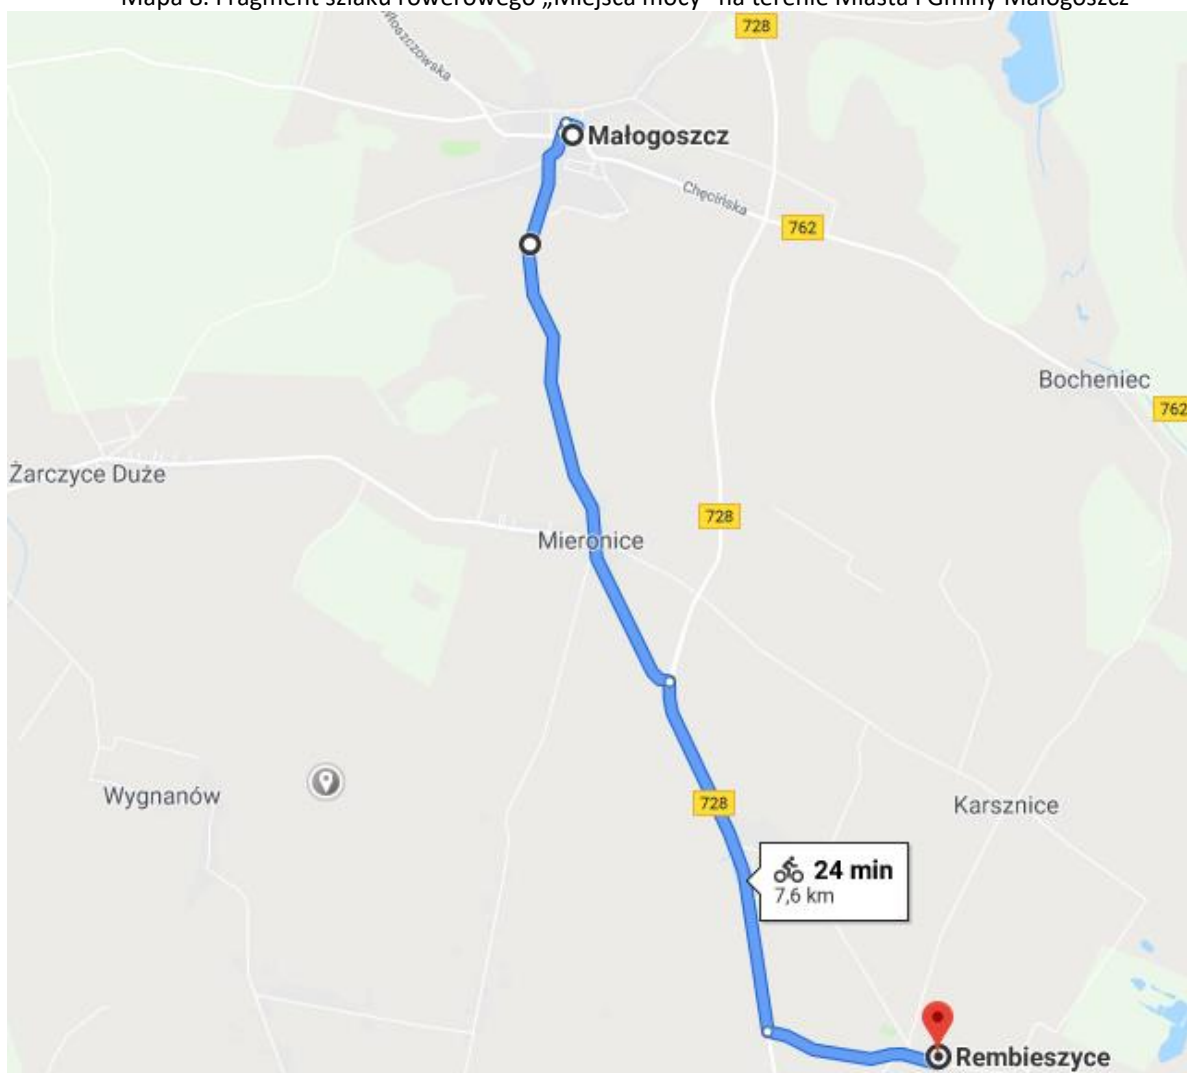 Mapa 8. Fragment szlaku rowerowego „Miejsca mocy” na terenie Miasta i Gminy Małogoszcz
728
Włoszczowska
Małogoszcz
Chęcińska
762
Bocheniec
762
Żarczyce Duże
728
Mieronice
Wygnanów
728
Karsznice
24 min
7,6 km
Rembieszyce